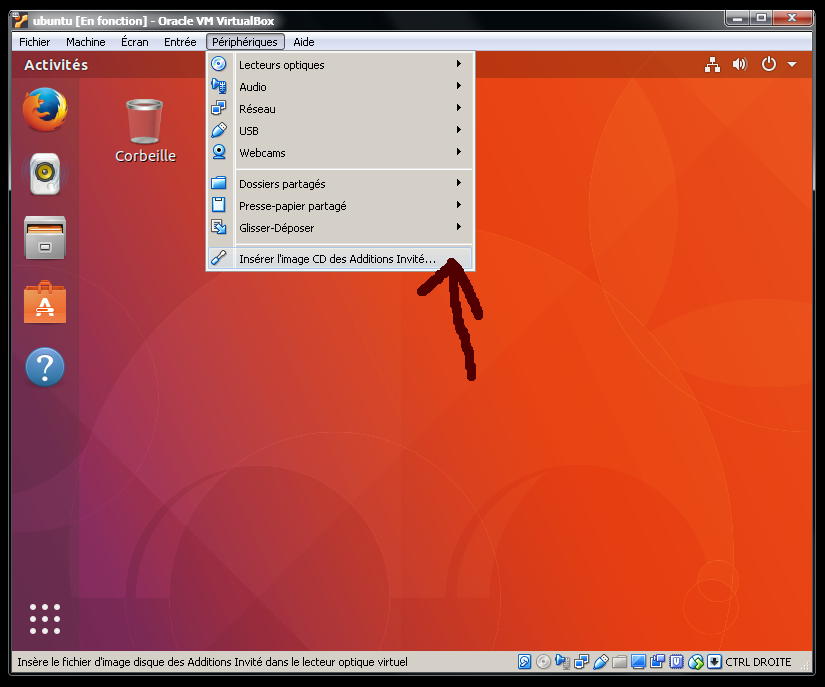 ubuntu [En fonction] - Oracle VM VirtualBox
Fichier Machine Écran Entrée Périphériques Aide
Activités
Lecteurs optiques
Audio
Réseau
USB
Webcams
Corbeille
Dossiers partagés
Presse-papier partagé
Glisser-Déposer
Insérer l'image CD des Additions Invité...
Insère le fichier d'image disque des Additions Invité dans le lecteur optique virtuel
CTRL DROITE